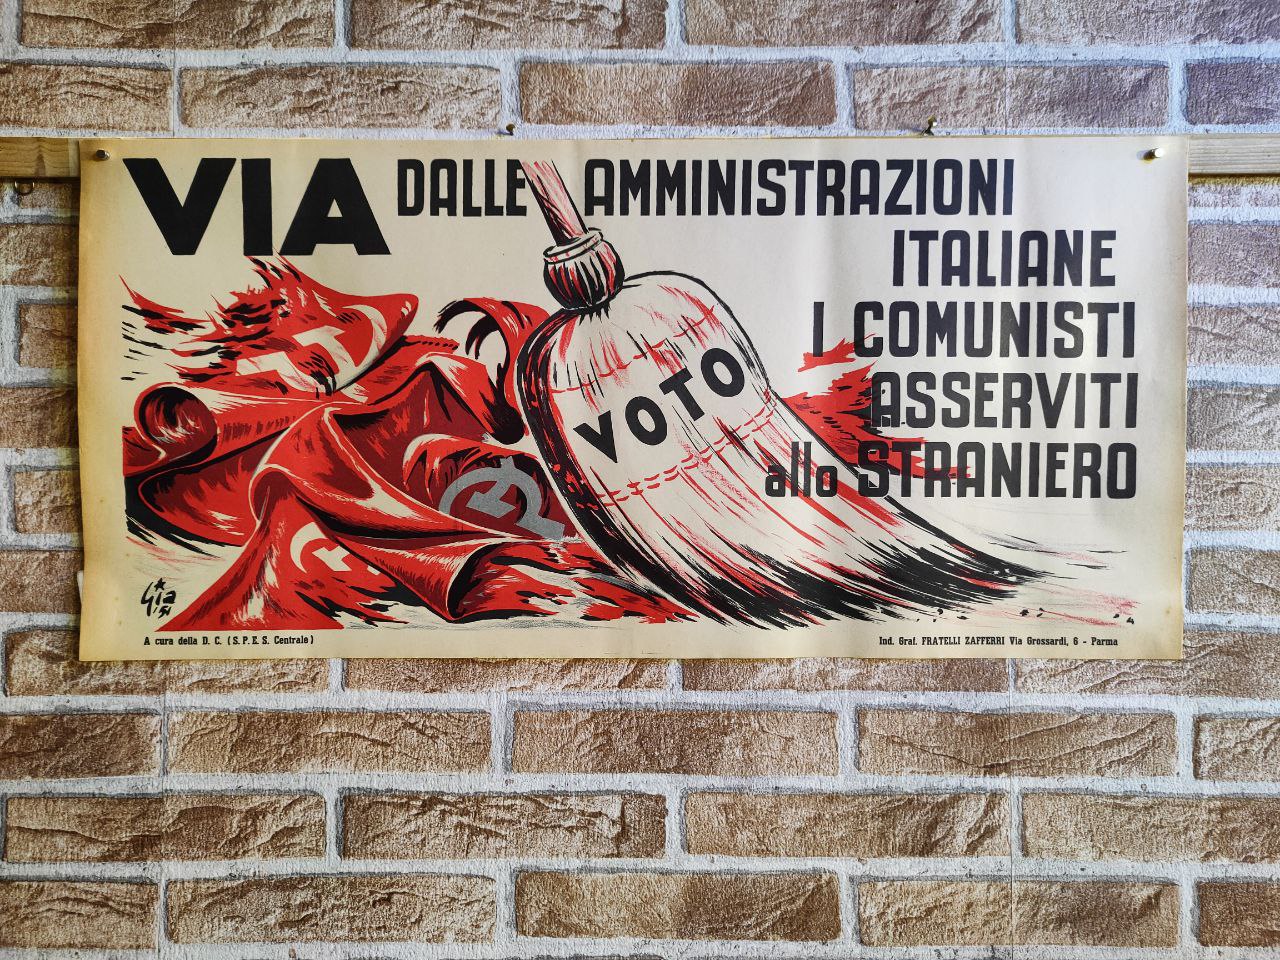 VIA DALLE AMMINISTRAZIONI
ITALIANE
I COMUNISTI
ASSERVITI
allo STRANIERO
VOTO
A cura della D. C. (S.P.E.S. Centrale)
Ind. Graf. FRATELLI ZAFFERRI Via Grossardi, 6 - Parma